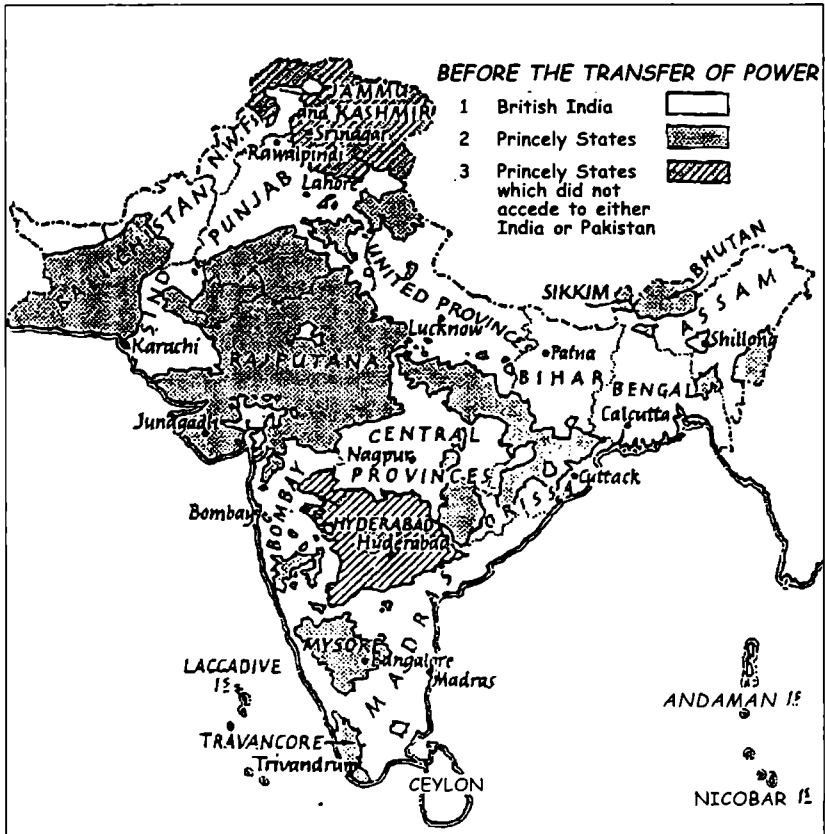 BEFORE THE TRANSFER OF POWER
1 British India
2 Princely States
3 Princely States
which did not
accede to either
India or Pakistan
JAMMU
and KASHMIR
Srinagar
N.W.F.P.
Rawalpindi
Lahore
PUNJAB
BALUCHISTAN
SIND
Karachi
RAJPUTANA
UNITED PROVINCES
Lucknow
SIKKIM
BHUTAN
ASSAM
Shillong
Patna
BIHAR
BENGAL
Calcutta
Junagadh
CENTRAL
Nagpur
PROVINCES
Cuttack
ORISSA
Bombay
BOMBAY
HYDERABAD
Hyderabad
MYSORE
Bangalore
MADRAS
Madras
LACCADIVE
Is
TRAVANCORE
Trivandrum
CEYLON
ANDAMAN Is
NICOBAR Is